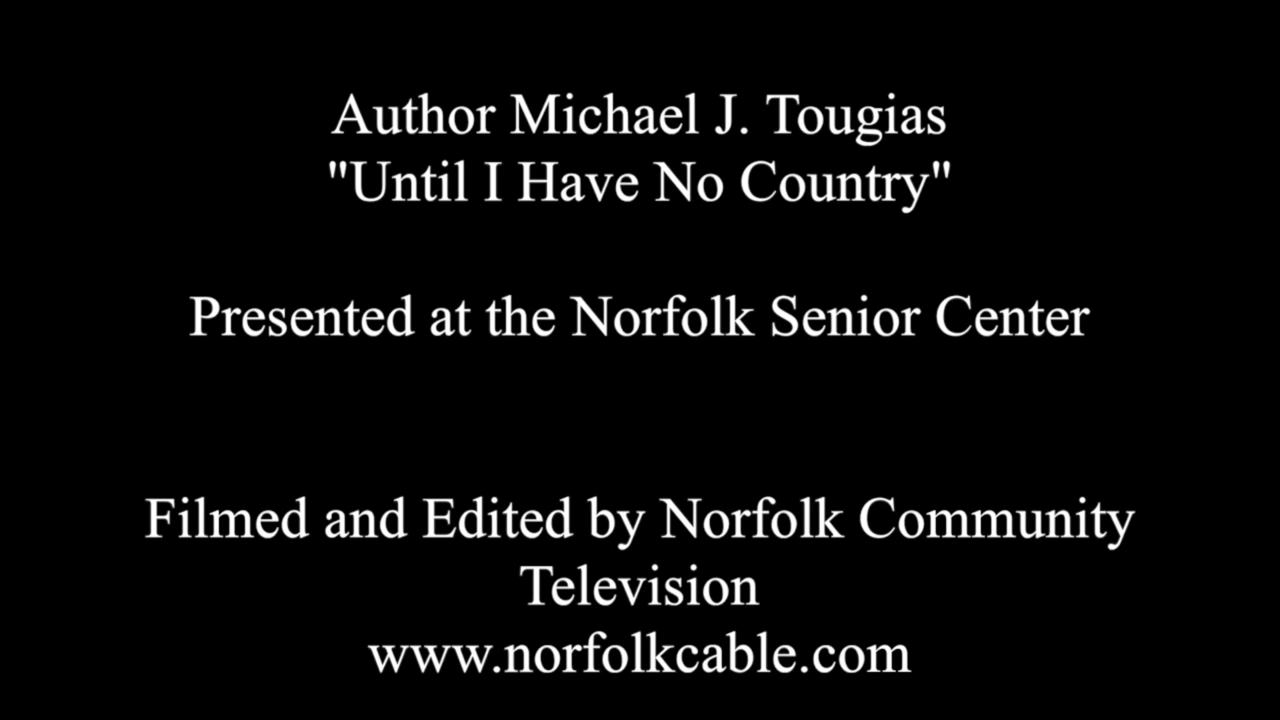 Author Michael J. Tougias
"Until I Have No Country"
Presented at the Norfolk Senior Center
Filmed and Edited by Norfolk Community
Television
www.norfolkcable.com